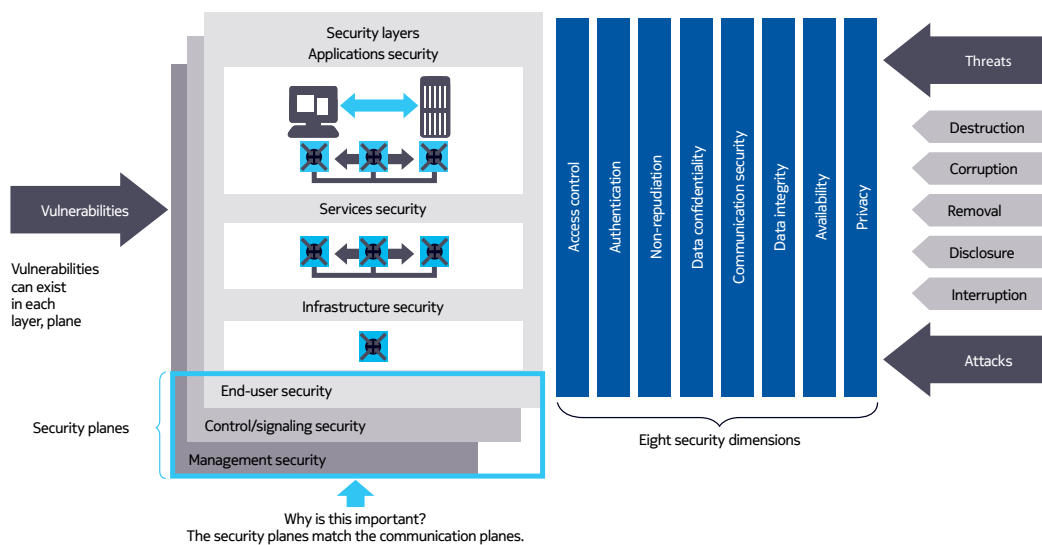 Security layers
Applications security
Services security
Infrastructure security
End-user security
Control/signaling security
Management security
Vulnerabilities
Vulnerabilities
can exist
in each
layer, plane
Security planes
Why is this important?
The security planes match the communication planes.
Access control
Authentication
Non-repudiation
Data confidentiality
Communication security
Data integrity
Availability
Privacy
Eight security dimensions
Threats
Destruction
Corruption
Removal
Disclosure
Interruption
Attacks